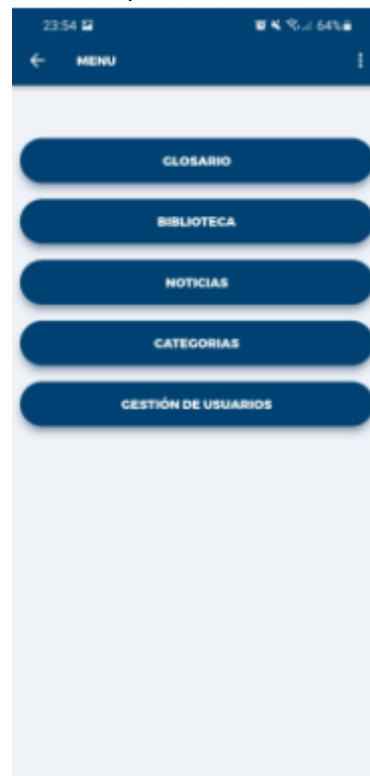 23:54 64%
MENU
GLOSARIO
BIBLIOTECA
NOTICIAS
CATEGORIAS
GESTIÓN DE USUARIOS